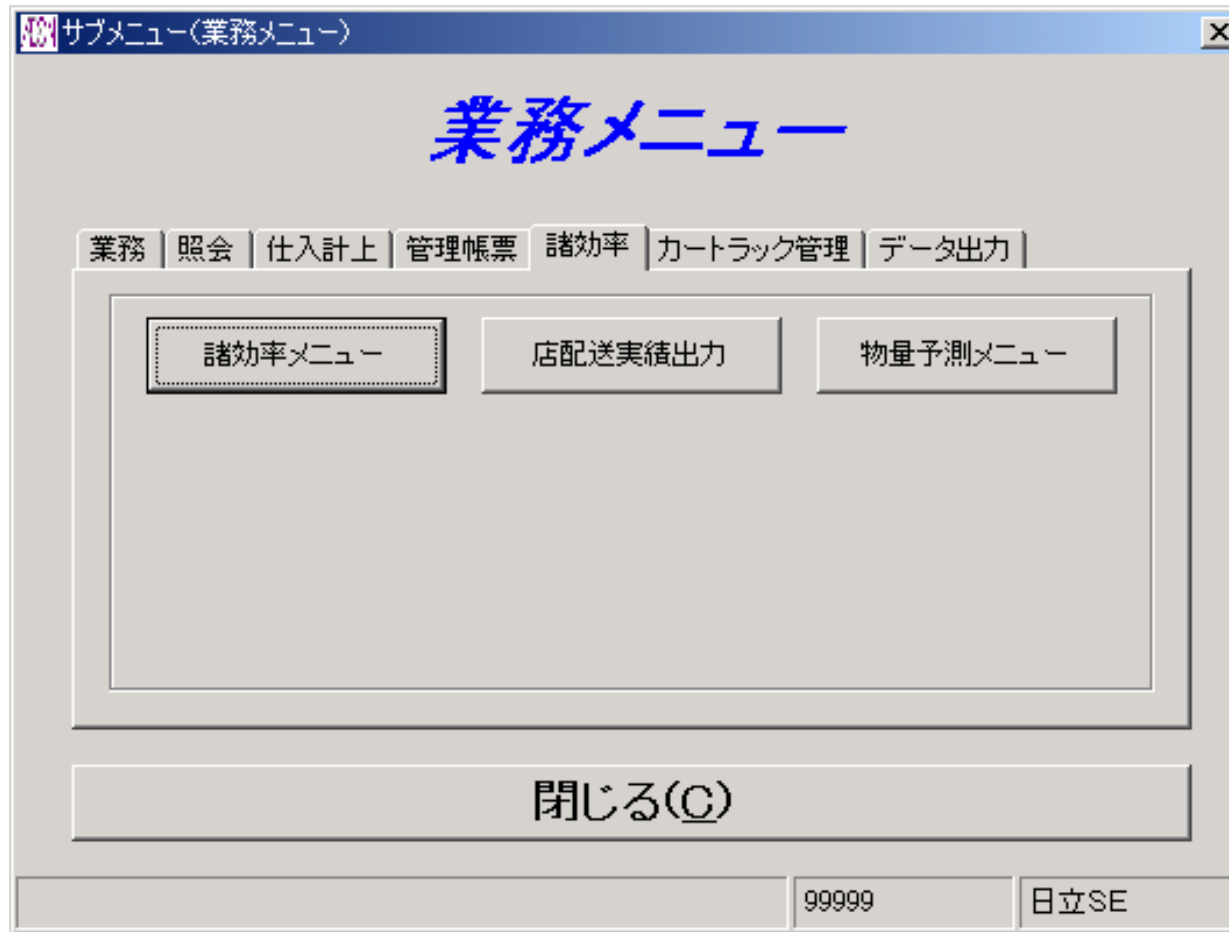 サブメニュー(業務メニュー)
業務メニュー
業務 照会 仕入計上 管理帳票 諸効率 カートラック管理 データ出力
諸効率メニュー 店配送実績出力 物量予測メニュー
閉じる(C)
99999 日立SE